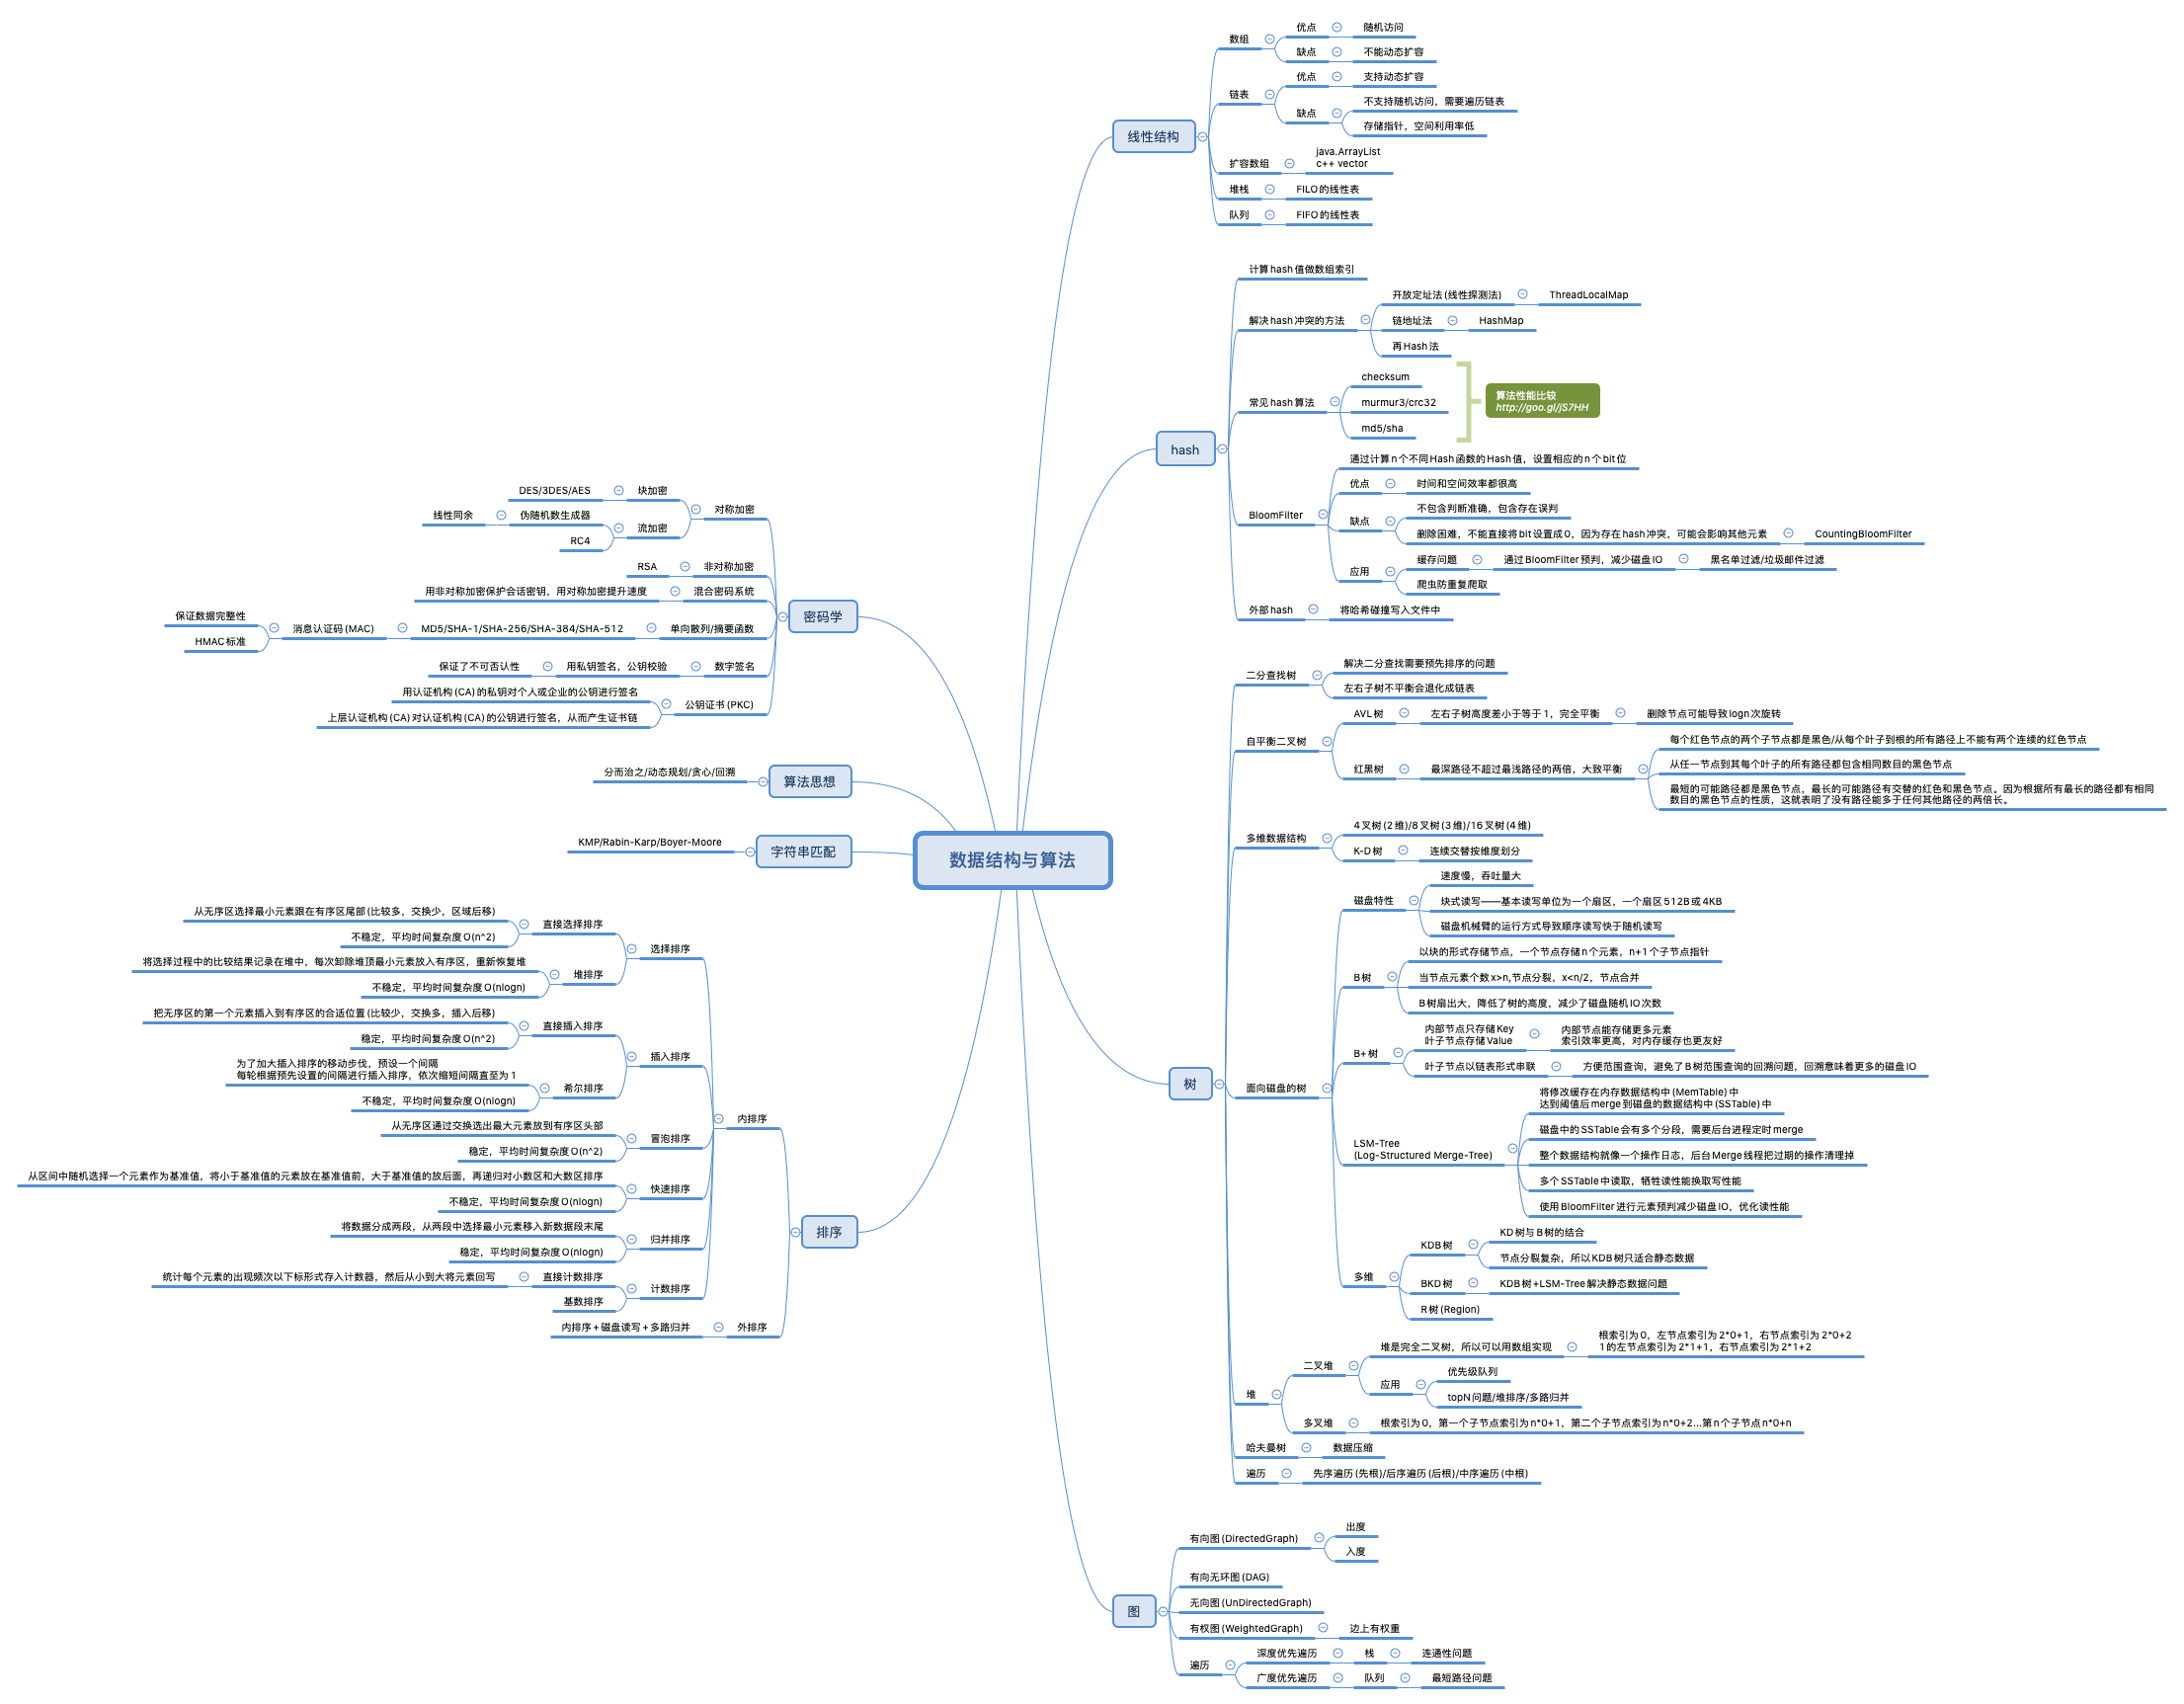 数据结构与算法
线性结构
数组
优点
随机访问
缺点
不能动态扩容
链表
优点
支持动态扩容
缺点
不支持随机访问，需要遍历链表
存储指针，空间利用率低
扩容数组
java.ArrayList
c++ vector
堆栈
FILO的线性表
队列
FIFO的线性表
hash
计算hash值做数组索引
解决hash冲突的方法
开放定址法(线性探测法)
ThreadLocalMap
链地址法
HashMap
再Hash法
常见hash算法
checksum
murmur3/crc32
md5/sha
算法性能比较
http://goo.gl/jS7HH
BloomFilter
通过计算n个不同Hash函数的Hash值，设置相应的n个bit位
优点
时间和空间效率都很高
缺点
不包含判断准确，包含存在误判
删除困难，不能直接将bit设置成0，因为存在hash冲突，可能会影响其他元素
CountingBloomFilter
应用
缓存问题
通过BloomFilter预判，减少磁盘IO
黑名单过滤/垃圾邮件过滤
爬虫防重复爬取
外部hash
将哈希碰撞写入文件中
树
二分查找树
解决二分查找需要预先排序的问题
左右子树不平衡会退化成链表
自平衡二叉树
AVL树
左右子树高度差小于等于1，完全平衡
删除节点可能导致logn次旋转
红黑树
最深路径不超过最浅路径的两倍，大致平衡
每个红色节点的两个子节点都是黑色/从每个叶子到根的所有路径上不能有两个连续的红色节点
从任一节点到其每个叶子的所有路径都包含相同数目的黑色节点
最短的可能路径都是黑色节点，最长的可能路径有交替的红色和黑色节点。因为根据所有最长的路径都有相同
数目的黑色节点的性质，这就表明了没有路径能多于任何其他路径的两倍长。
多维数据结构
4叉树(2维)/8叉树(3维)/16叉树(4维)
K-D树
连续交替按维度划分
面向磁盘的树
磁盘特性
速度慢，吞吐量大
块式读写——基本读写单位为一个扇区，一个扇区512B或4KB
磁盘机械臂的运行方式导致顺序读写快于随机读写
B树
以块的形式存储节点，一个节点存储n个元素，n+1个子节点指针
当节点元素个数x>n,节点分裂，x<n/2，节点合并
B树扇出大，降低了树的高度，减少了磁盘随机IO次数
B+树
内部节点只存储Key
叶子节点存储Value
内部节点能存储更多元素
索引效率更高，对内存缓存也更友好
叶子节点以链表形式串联
方便范围查询，避免了B树范围查询的回溯问题，回溯意味着更多的磁盘IO
LSM-Tree
(Log-Structured Merge-Tree)
将修改缓存在内存数据结构中(MemTable)中
达到阈值后merge到磁盘的数据结构中(SSTable)中
磁盘中的SSTable会有多个分段，需要后台进程定时merge
整个数据结构就像一个操作日志，后台Merge线程把过期的操作清理掉
多个SSTable中读取，牺牲读性能换取写性能
使用BloomFilter进行元素预判减少磁盘IO，优化读性能
多维
KDB树
KD树与B树的结合
节点分裂复杂，所以KDB树只适合静态数据
BKD树
KDB树+LSM-Tree解决静态数据问题
R树(Region)
堆
二叉堆
堆是完全二叉树，所以可以用数组实现
根索引为0，左节点索引为2*0+1，右节点索引为2*0+2
1的左节点索引为2*1+1，右节点索引为2*1+2
应用
优先级队列
topN问题/堆排序/多路归并
多叉堆
根索引为0，第一个子节点索引为n*0+1，第二个子节点索引为n*0+2...第n个子节点n*0+n
哈夫曼树
数据压缩
遍历
先序遍历(先根)/后序遍历(后根)/中序遍历(中根)
图
有向图(DirectedGraph)
出度
入度
有向无环图(DAG)
无向图(UnDirectedGraph)
有权图(WeightedGraph)
边上有权重
遍历
深度优先遍历
栈
连通性问题
广度优先遍历
队列
最短路径问题
密码学
对称加密
块加密
DES/3DES/AES
流加密
伪随机数生成器
线性同余
RC4
非对称加密
RSA
混合密码系统
用非对称加密保护会话密钥，用对称加密提升速度
单向散列/摘要函数
MD5/SHA-1/SHA-256/SHA-384/SHA-512
消息认证码(MAC)
保证数据完整性
HMAC标准
数字签名
用私钥签名，公钥校验
保证了不可否认性
公钥证书(PKC)
用认证机构(CA)的私钥对个人或企业的公钥进行签名
上层认证机构(CA)对认证机构(CA)的公钥进行签名，从而产生证书链
算法思想
分而治之/动态规划/贪心/回溯
字符串匹配
KMP/Rabin-Karp/Boyer-Moore
排序
内排序
选择排序
直接选择排序
从无序区选择最小元素跟在有序区尾部(比较多，交换少，区域后移)
不稳定，平均时间复杂度O(n^2)
堆排序
将选择过程中的比较结果记录在堆中，每次卸除堆顶最小元素放入有序区，重新恢复堆
不稳定，平均时间复杂度O(nlogn)
插入排序
直接插入排序
把无序区的第一个元素插入到有序区的合适位置(比较少，交换多，插入后移)
稳定，平均时间复杂度O(n^2)
希尔排序
为了加大插入排序的移动步伐，预设一个间隔
每轮根据预先设置的间隔进行插入排序，依次缩短间隔直至为1
不稳定，平均时间复杂度O(nlogn)
冒泡排序
从无序区通过交换选出最大元素放到有序区头部
稳定，平均时间复杂度O(n^2)
快速排序
从区间中随机选择一个元素作为基准值，将小于基准值的元素放在基准值前，大于基准值的放后面，再递归对小数区和大数区排序
不稳定，平均时间复杂度O(nlogn)
归并排序
将数据分成两段，从两段中选择最小元素移入新数据段末尾
稳定，平均时间复杂度O(nlogn)
计数排序
直接计数排序
统计每个元素的出现频次以下标形式存入计数器，然后从小到大将元素回写
基数排序
外排序
内排序+磁盘读写+多路归并